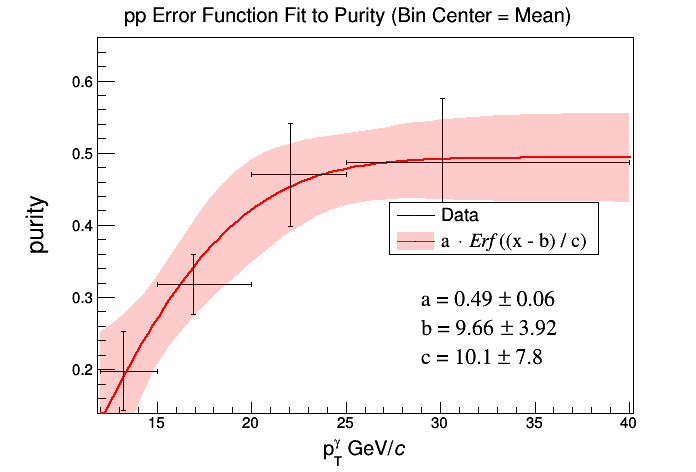 pp Error Function Fit to Purity (Bin Center = Mean)
purity
0.6
0.5
0.4
0.3
0.2
Data
a · Erf ((x - b) / c)
a = 0.49 ± 0.06
b = 9.66 ± 3.92
c = 10.1 ± 7.8
15 20 25 30 35 40
p_T^γ GeV/c